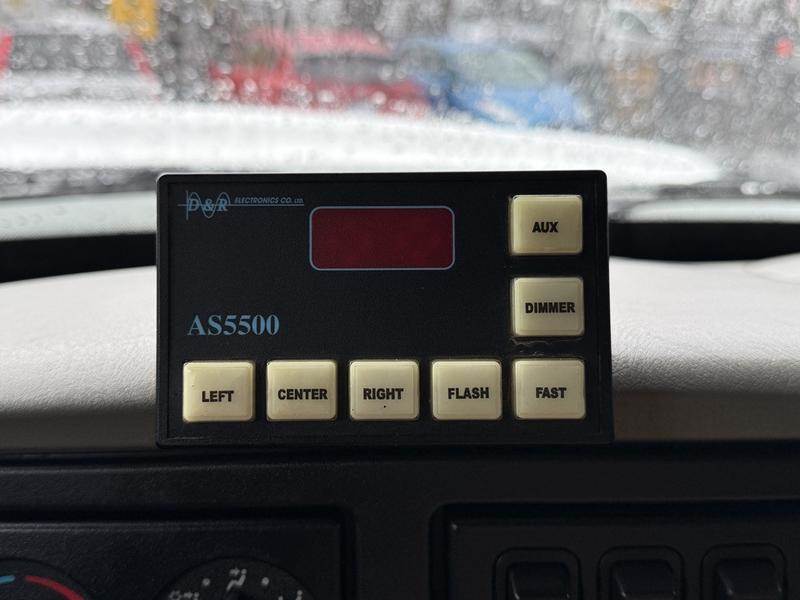 D&R ELECTRONICS CO. Ltd.
AUX
DIMMER
AS5500
LEFT CENTER RIGHT FLASH FAST